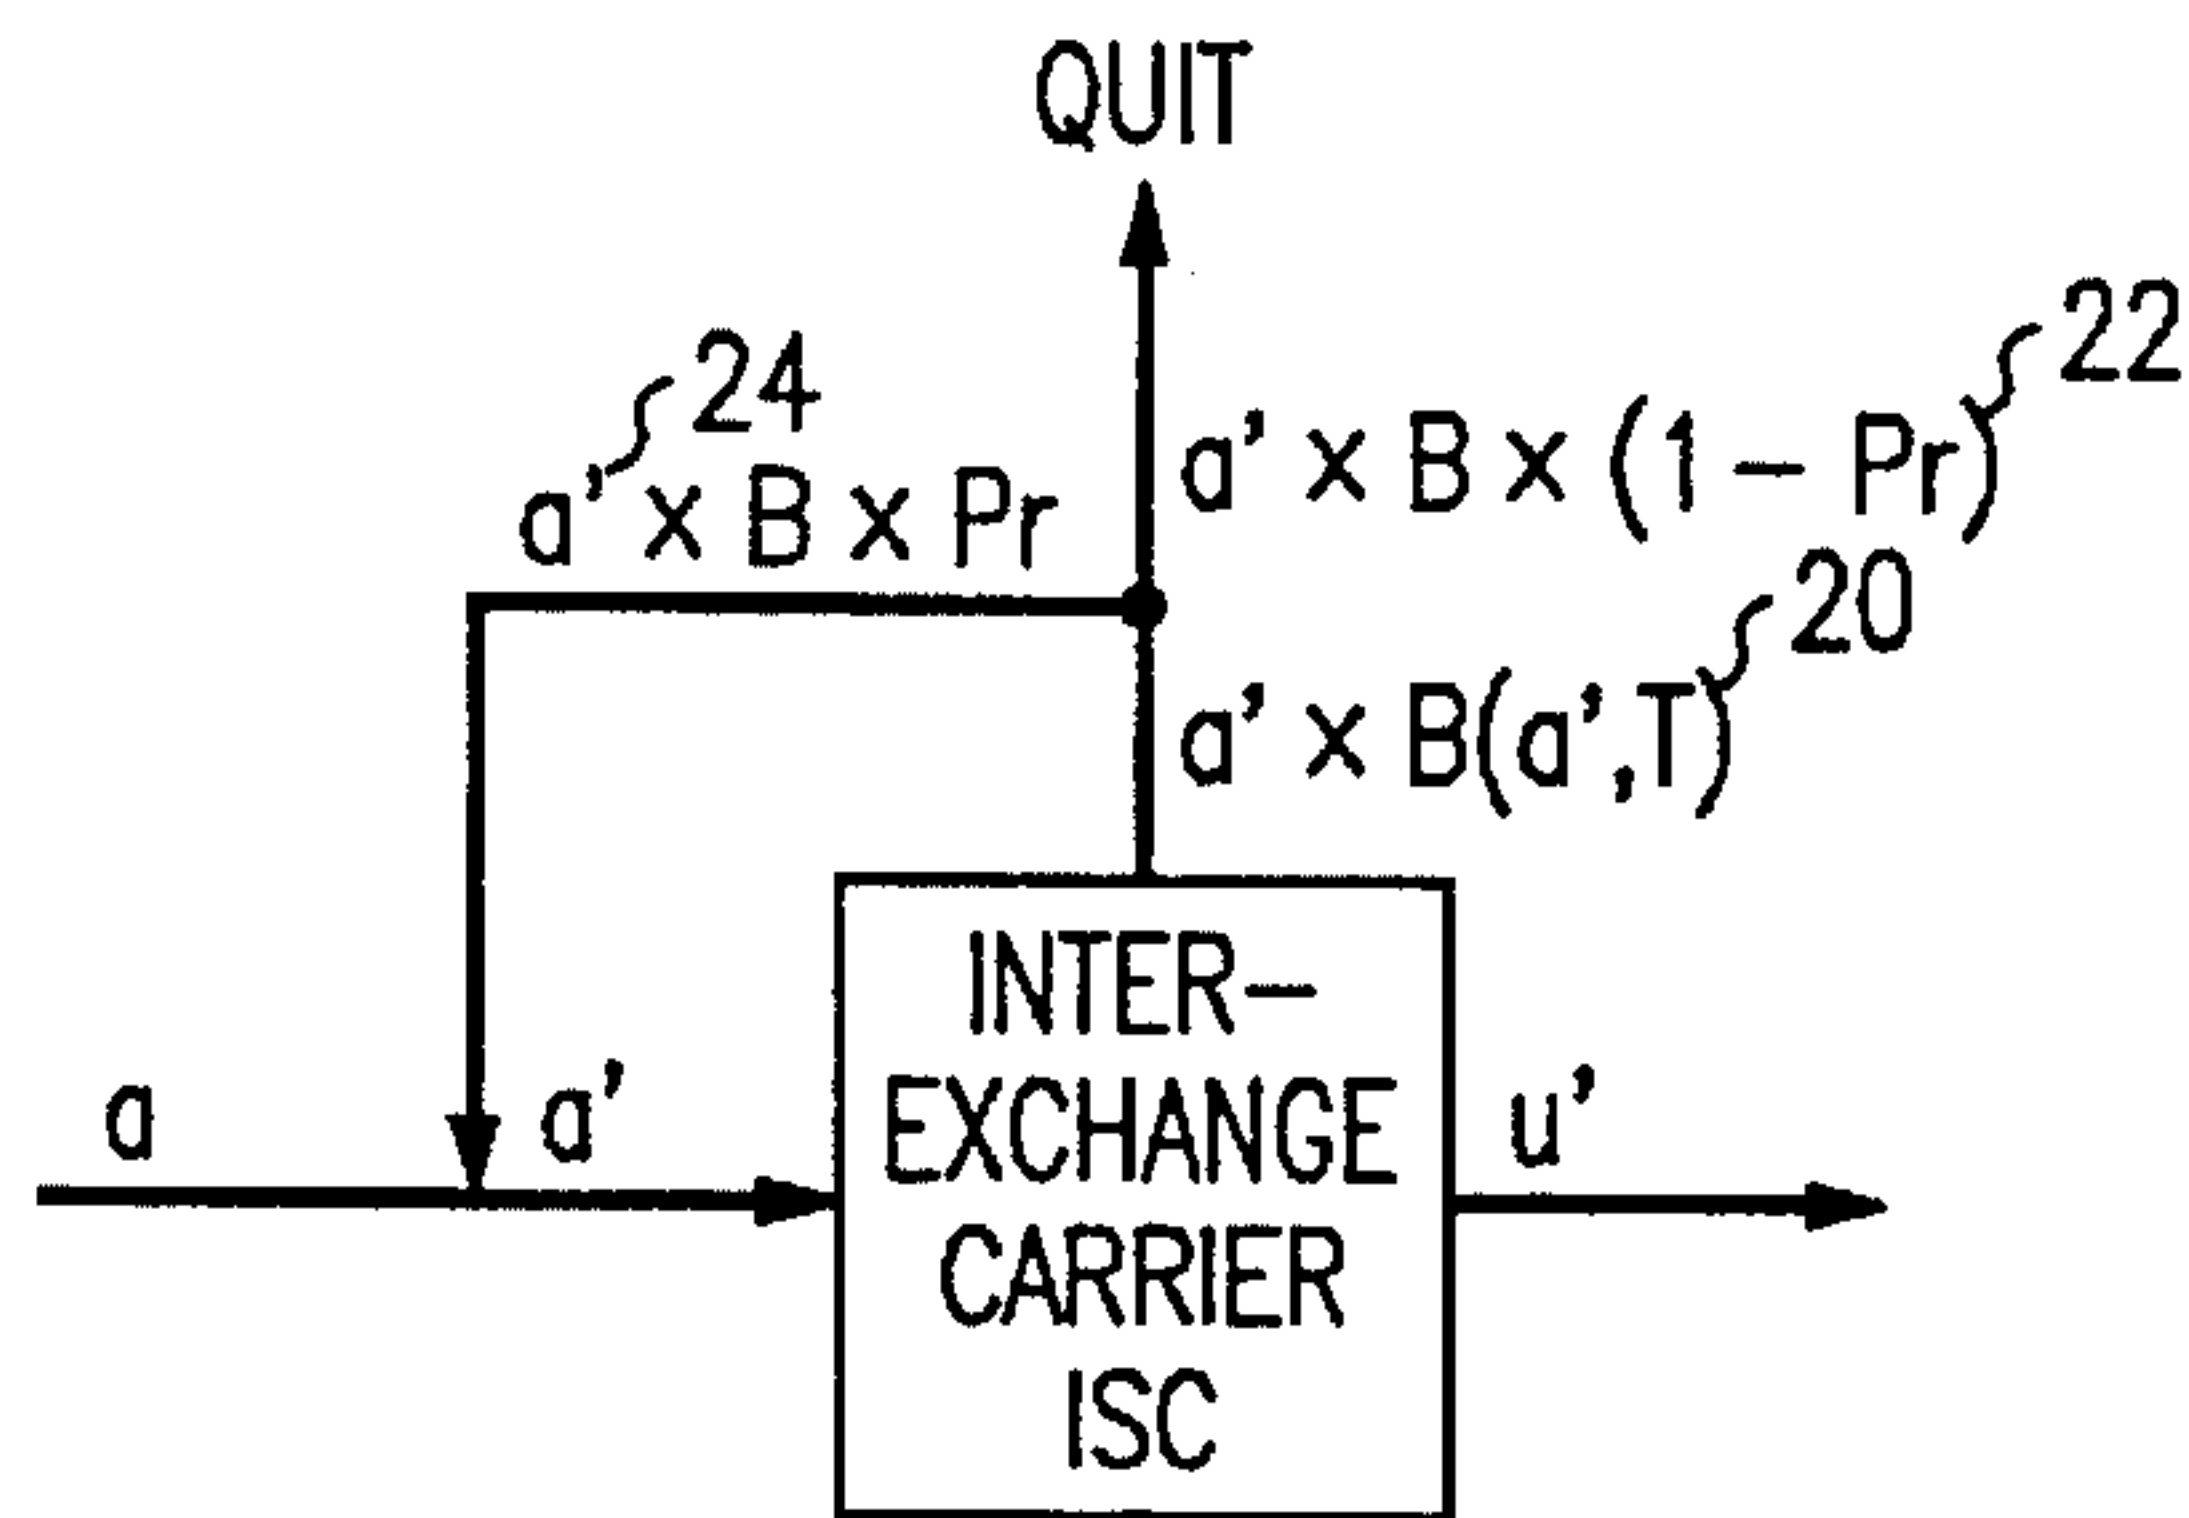 QUIT
22
24
a' × B × (1 − Pr)
a' × B × Pr
20
a' × B(a',T)
INTER-
EXCHANGE
CARRIER
ISC
a
a'
u'